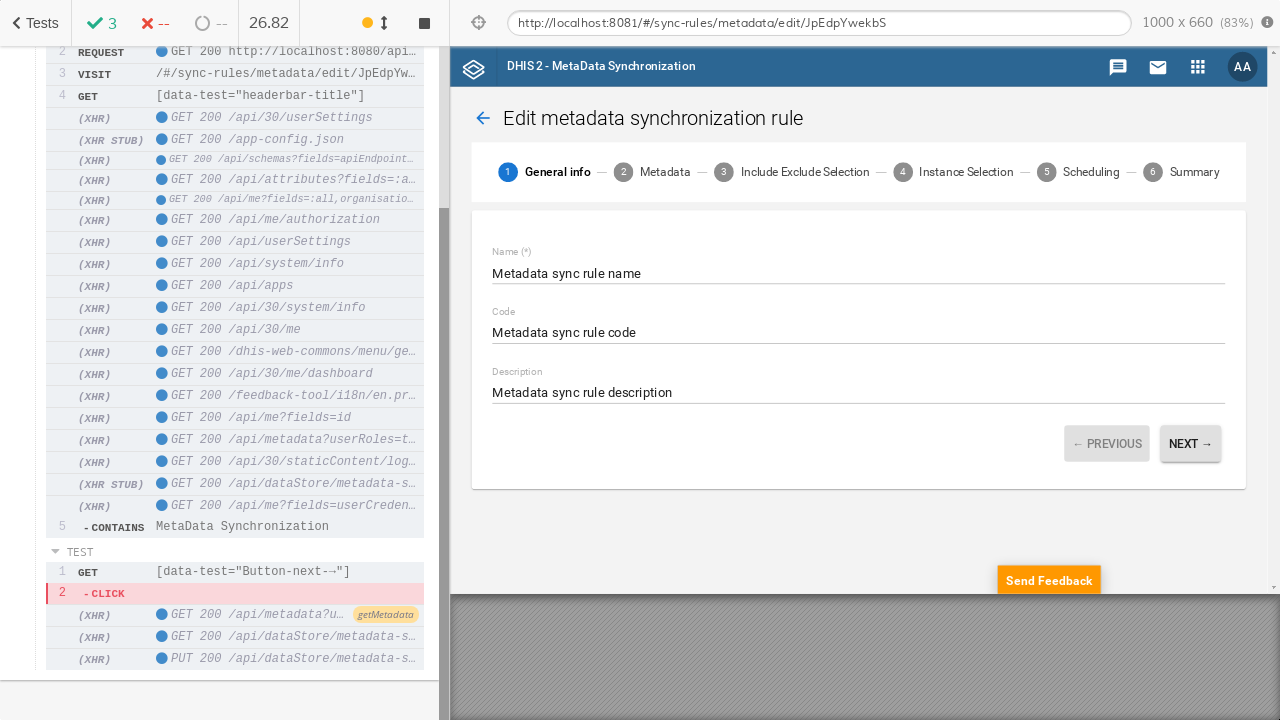 Tests 3 -- -- 26.82
http://localhost:8081/#/sync-rules/metadata/edit/JpEdpYwekbS 1000 x 660 (83%)
2 REQUEST GET 200 http://localhost:8080/api…
3 VISIT /#/sync-rules/metadata/edit/JpEdpYw…
4 GET [data-test="headerbar-title"]
(XHR) GET 200 /api/30/userSettings
(XHR STUB) GET 200 /app-config.json
(XHR) GET 200 /api/schemas?fields=apiEndpoint…
(XHR) GET 200 /api/attributes?fields=:a…
(XHR) GET 200 /api/me?fields=:all,organisatio…
(XHR) GET 200 /api/me/authorization
(XHR) GET 200 /api/userSettings
(XHR) GET 200 /api/system/info
(XHR) GET 200 /api/apps
(XHR) GET 200 /api/30/system/info
(XHR) GET 200 /api/30/me
(XHR) GET 200 /dhis-web-commons/menu/ge…
(XHR) GET 200 /api/30/me/dashboard
(XHR) GET 200 /feedback-tool/i18n/en.pr…
(XHR) GET 200 /api/me?fields=id
(XHR) GET 200 /api/metadata?userRoles=t…
(XHR) GET 200 /api/30/staticContent/log…
(XHR STUB) GET 200 /api/dataStore/metadata-s…
(XHR) GET 200 /api/me?fields=userCreden…
5 -CONTAINS MetaData Synchronization
TEST
1 GET [data-test="Button-next-→"]
2 -CLICK
(XHR) GET 200 /api/metadata?u… getMetadata
(XHR) GET 200 /api/dataStore/metadata-s…
(XHR) PUT 200 /api/dataStore/metadata-s…
DHIS 2 - MetaData Synchronization AA
Edit metadata synchronization rule
1 General info 2 Metadata 3 Include Exclude Selection 4 Instance Selection 5 Scheduling 6 Summary
Name (*)
Metadata sync rule name
Code
Metadata sync rule code
Description
Metadata sync rule description
← PREVIOUS NEXT →
Send Feedback